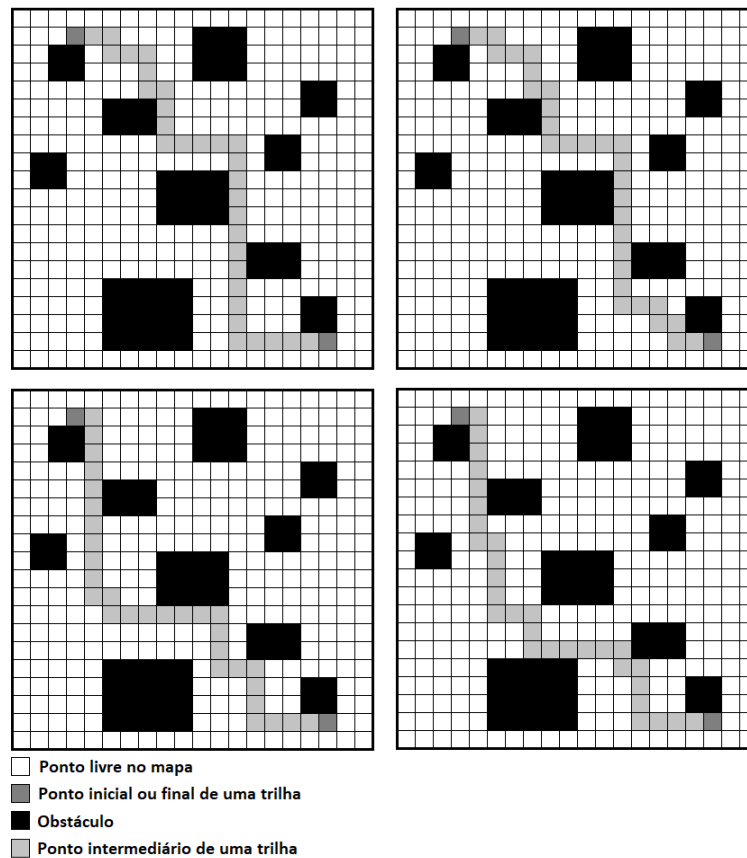 Ponto livre no mapa
Ponto inicial ou final de uma trilha
Obstáculo
Ponto intermediário de uma trilha